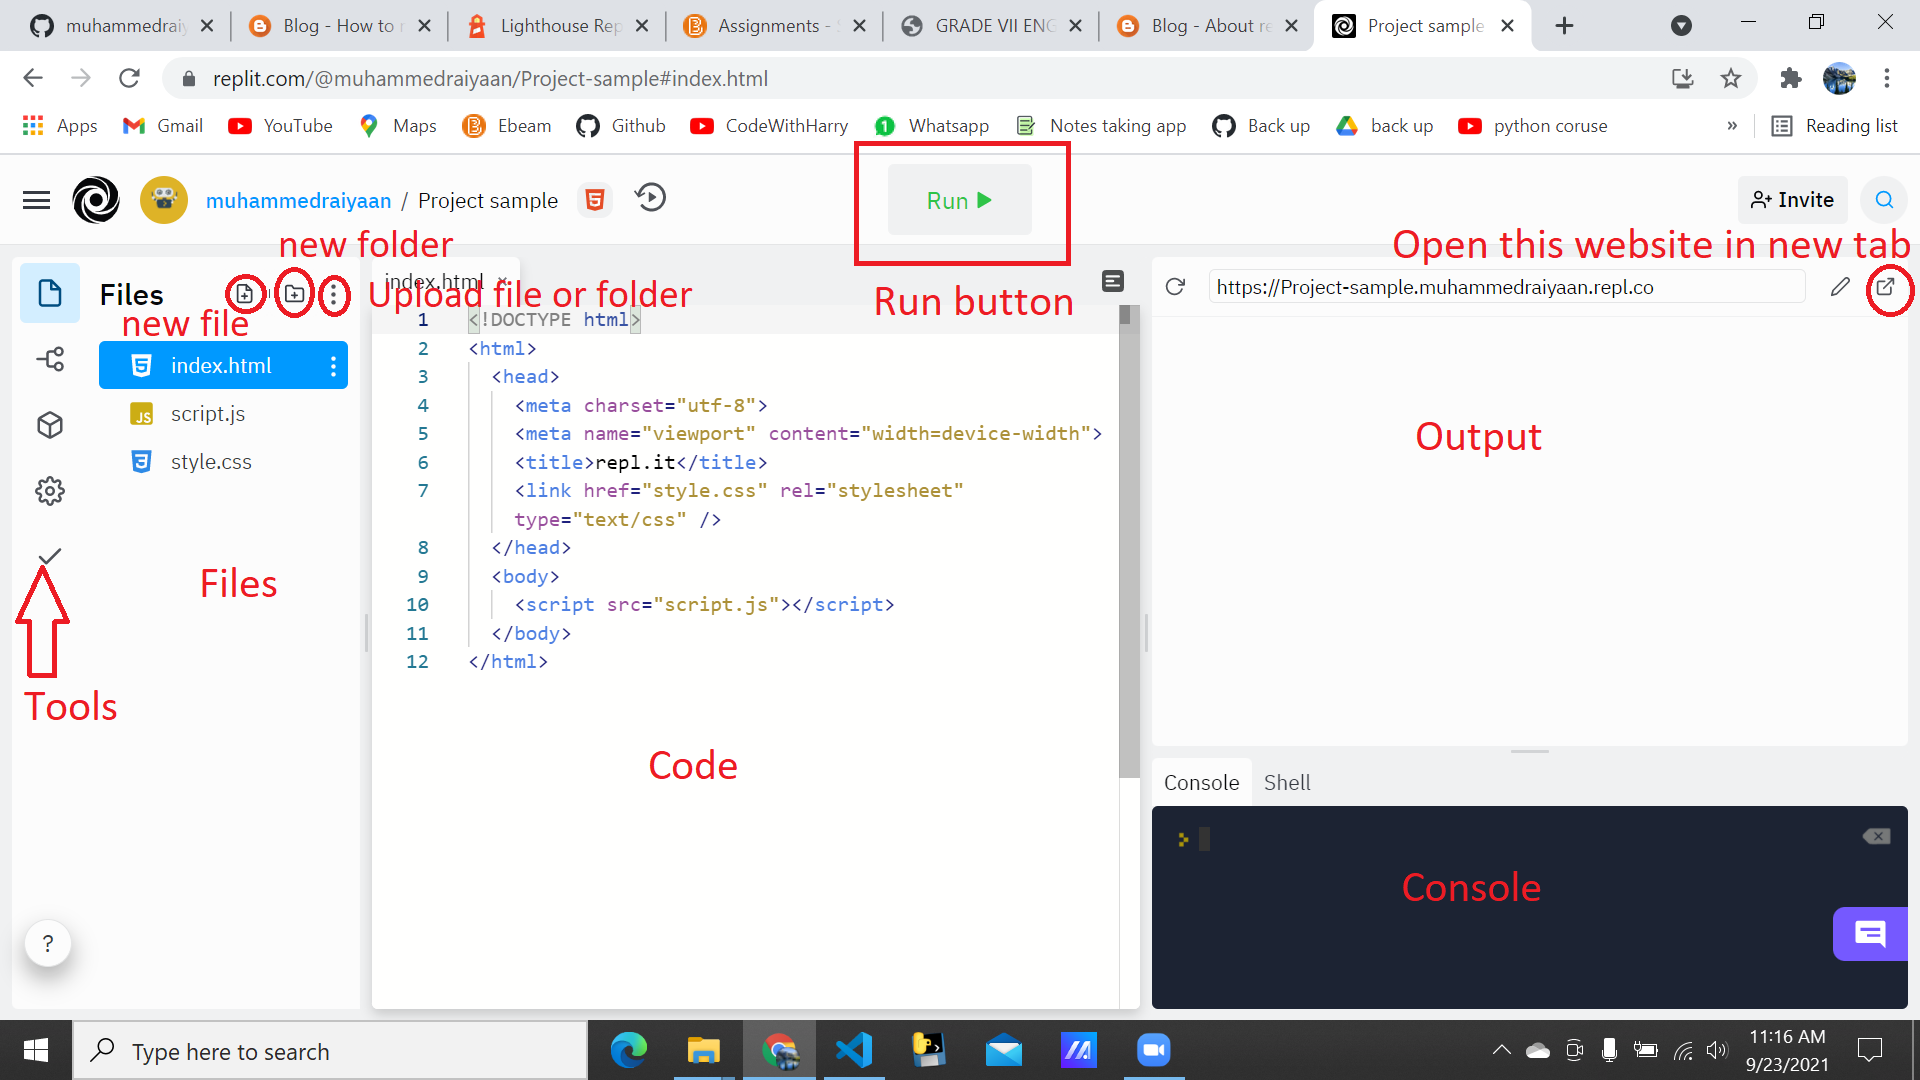 muhammedraiy
Blog - How to r
Lighthouse Rep
Assignments - S
GRADE VII ENG
Blog - About re
Project sample
replit.com/@muhammedraiyaan/Project-sample#index.html
Apps
Gmail
YouTube
Maps
Ebeam
Github
CodeWithHarry
1
Whatsapp
Notes taking app
Back up
back up
python coruse
»
Reading list
muhammedraiyaan / Project sample
Run
Invite
new folder
Open this website in new tab
Files
index.html
Upload file or folder
Run button
https://Project-sample.muhammedraiyaan.repl.co
new file
index.html
JS script.js
style.css
Files
Tools
1 <!DOCTYPE html>
2 <html>
3 <head>
4 <meta charset="utf-8">
5 <meta name="viewport" content="width=device-width">
6 <title>repl.it</title>
7 <link href="style.css" rel="stylesheet"
type="text/css" />
8 </head>
9 <body>
10 <script src="script.js"></script>
11 </body>
12 </html>
Code
Output
Console Shell
Console
?
Type here to search
11:16 AM
9/23/2021